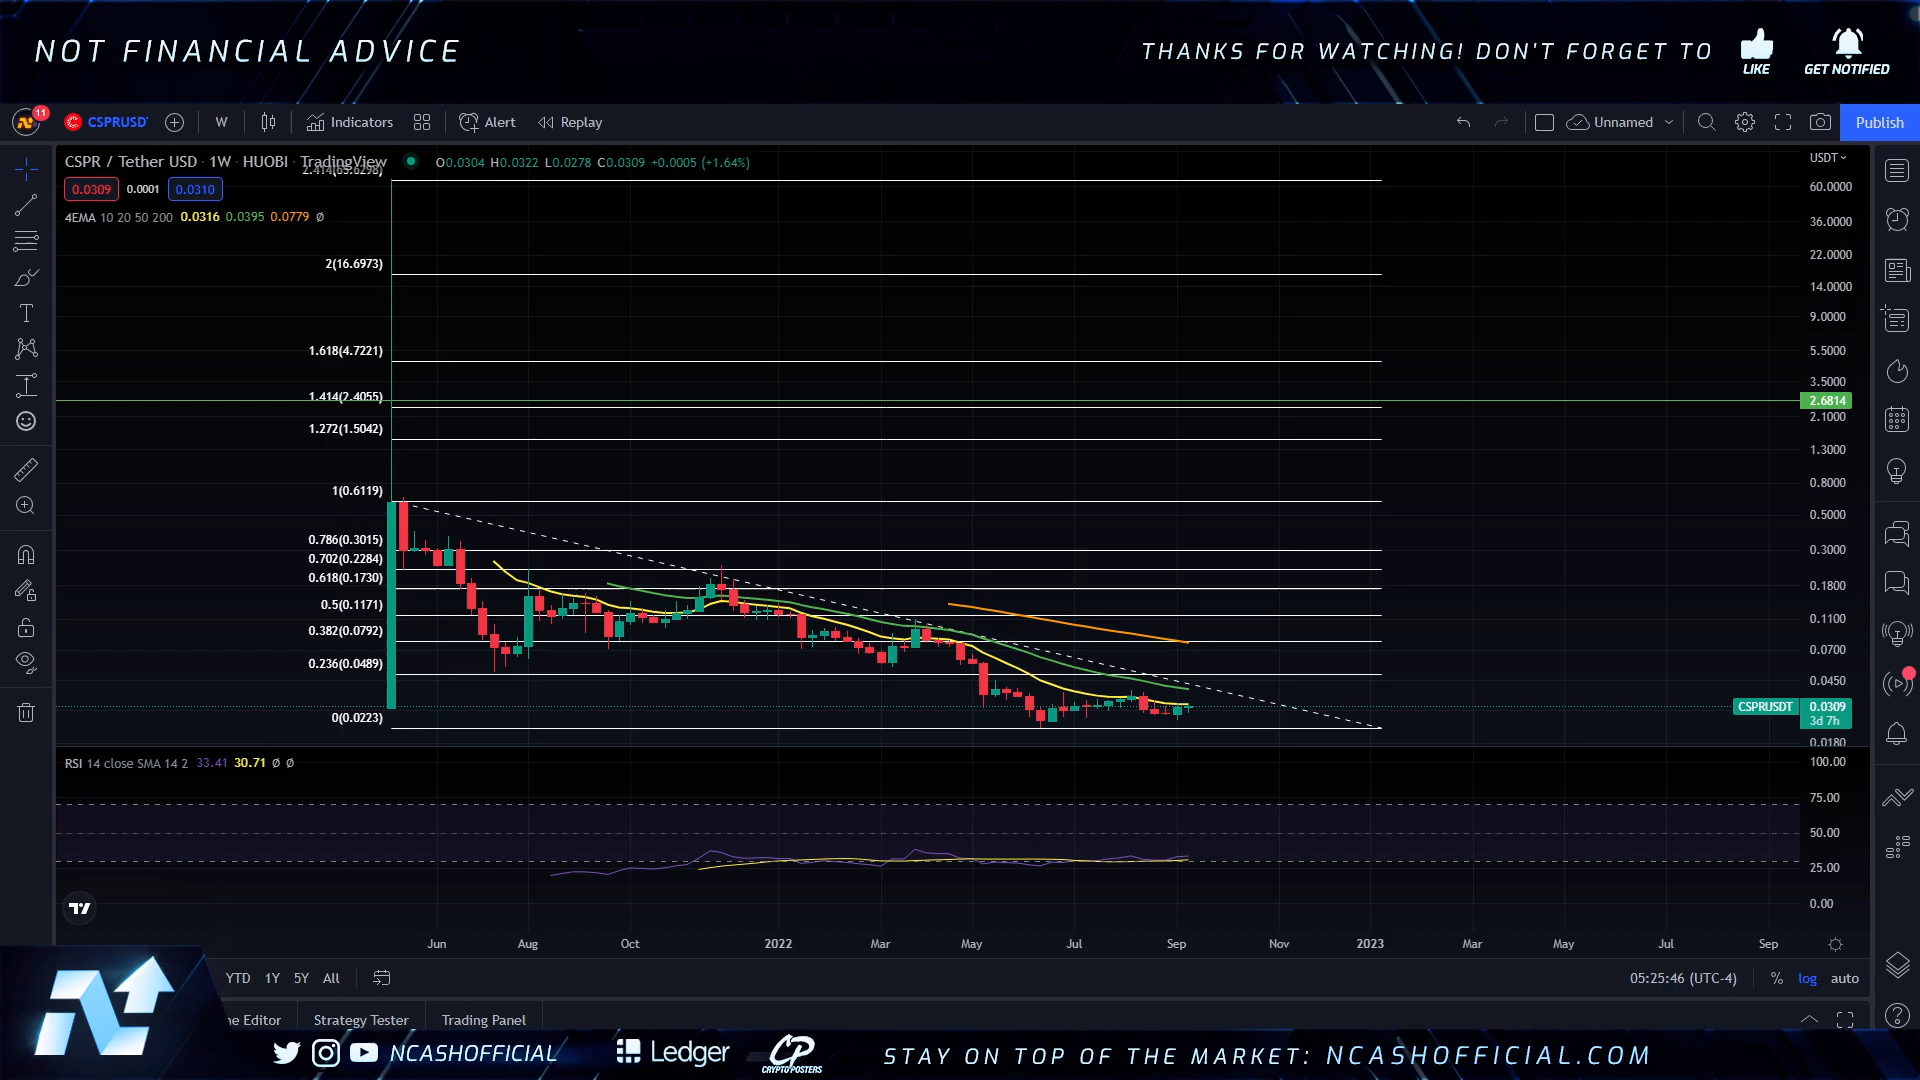 NOT FINANCIAL ADVICE
THANKS FOR WATCHING! DON'T FORGET TO
LIKE
GET NOTIFIED
11
CSPRUSDT
W
Indicators
Alert
Replay
Unnamed
Publish
CSPR / Tether USD · 1W · HUOBI · TradingView
O0.0304 H0.0322 L0.0278 C0.0309 +0.0005 (+1.64%)
USDT
0.0309 0.0001 0.0310
4EMA 10 20 50 200 0.0316 0.0395 0.0779 Ø
2.414(65.6298)
2(16.6973)
1.618(4.7221)
1.414(2.4055)
1.272(1.5042)
1(0.6119)
0.786(0.3015)
0.702(0.2284)
0.618(0.1730)
0.5(0.1171)
0.382(0.0792)
0.236(0.0489)
0(0.0223)
60.0000
36.0000
22.0000
14.0000
9.0000
5.5000
3.5000
2.6814
2.1000
1.3000
0.8000
0.5000
0.3000
0.1800
0.1100
0.0700
0.0450
CSPRUSDT 0.0309
3d 7h
0.0180
RSI 14 close SMA 14 2 33.41 30.71 Ø Ø
100.00
75.00
50.00
25.00
0.00
Jun Aug Oct 2022 Mar May Jul Sep Nov 2023 Mar May Jul Sep
YTD 1Y 5Y All
05:25:46 (UTC-4) % log auto
ne Editor Strategy Tester Trading Panel
NCASHOFFICIAL
Ledger
CP
CRYPTOPOSTERS
STAY ON TOP OF THE MARKET: NCASHOFFICIAL.COM